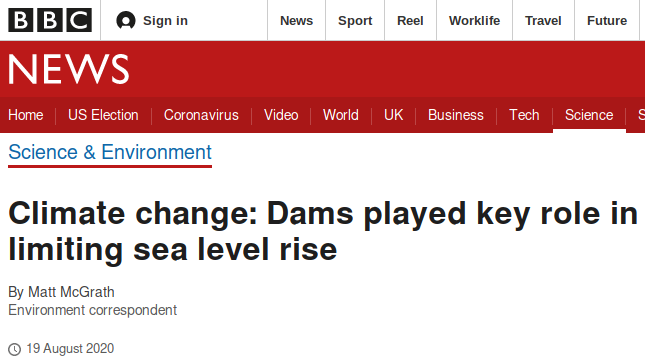 BBC Sign in News Sport Reel Worklife Travel Future
NEWS
Home US Election Coronavirus Video World UK Business Tech Science S
Science & Environment
Climate change: Dams played key role in
limiting sea level rise
By Matt McGrath
Environment correspondent
19 August 2020